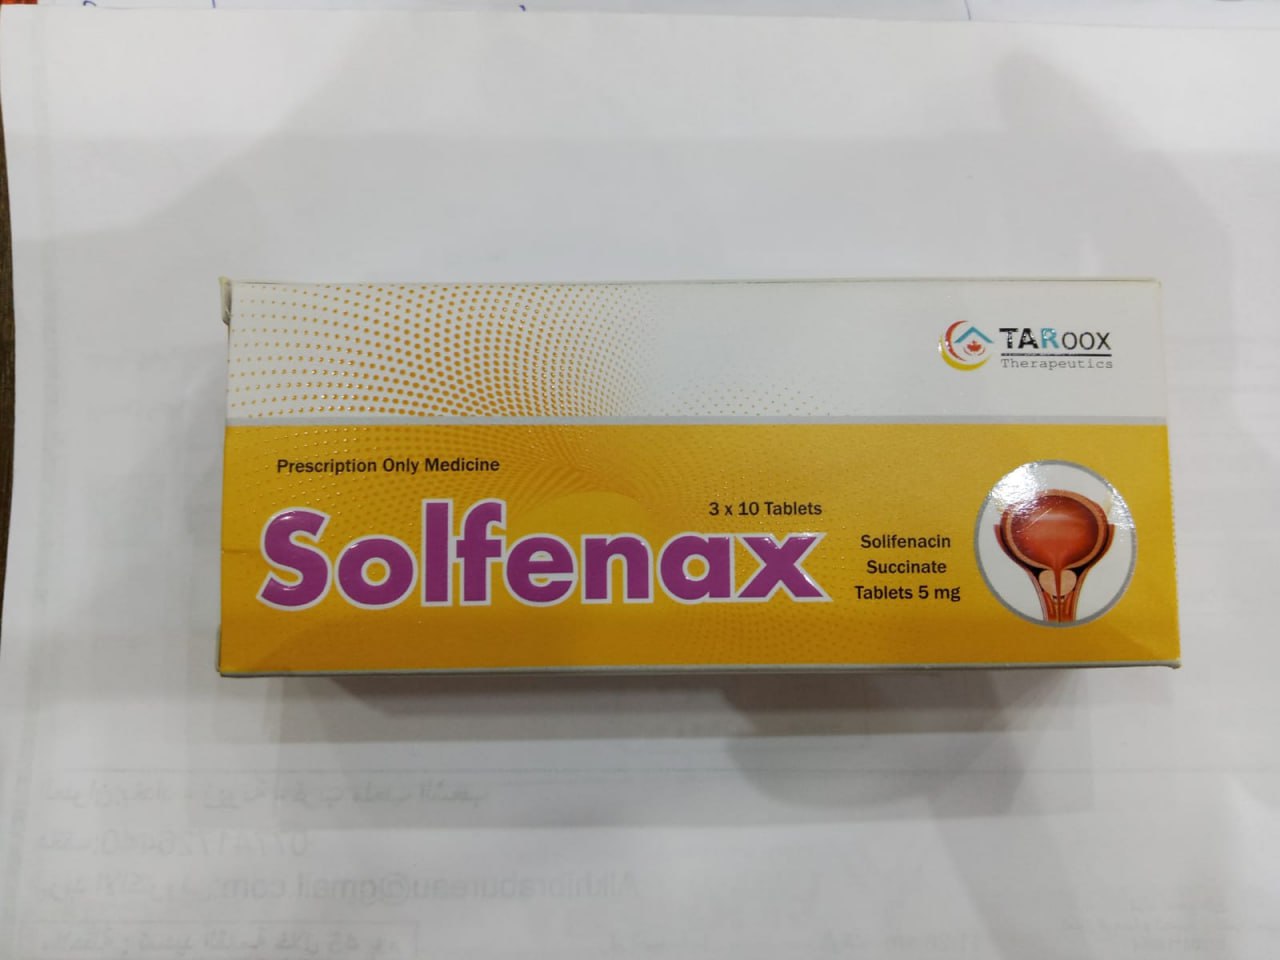 TARoox
Therapeutics
Prescription Only Medicine
3 x 10 Tablets
Solfenax
Solifenacin
Succinate
Tablets 5 mg